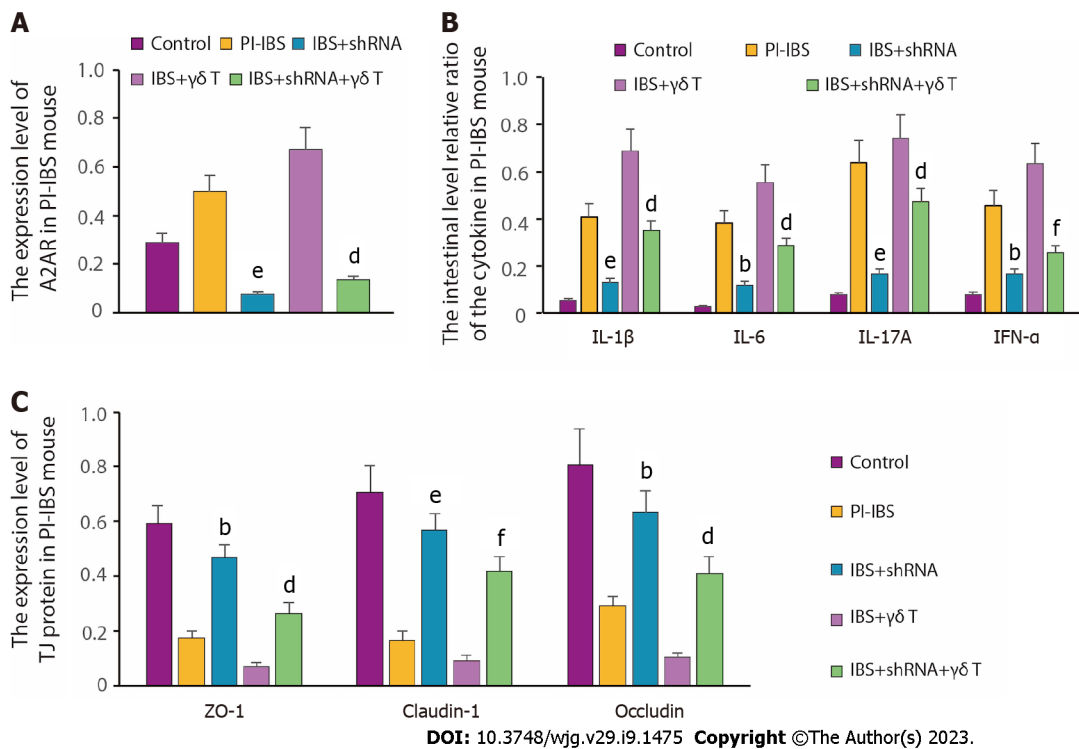 A
Control PI-IBS IBS+shRNA
IBS+γδ T IBS+shRNA+γδ T
The expression level of
A2AR in PI-IBS mouse
1.0
0.8
0.6
0.4
0.2
0
e
d
B
Control PI-IBS IBS+shRNA
IBS+γδ T IBS+shRNA+γδ T
The intestinal level relative ratio
of the cytokine in PI-IBS mouse
1.0
0.8
0.6
0.4
0.2
0
e d b d e d b f
IL-1β IL-6 IL-17A IFN-α
C
The expression level of
TJ protein in PI-IBS mouse
1.0
0.8
0.6
0.4
0.2
0
b d e f b d
ZO-1 Claudin-1 Occludin
Control
PI-IBS
IBS+shRNA
IBS+γδ T
IBS+shRNA+γδ T
DOI: 10.3748/wjg.v29.i9.1475 Copyright ©The Author(s) 2023.